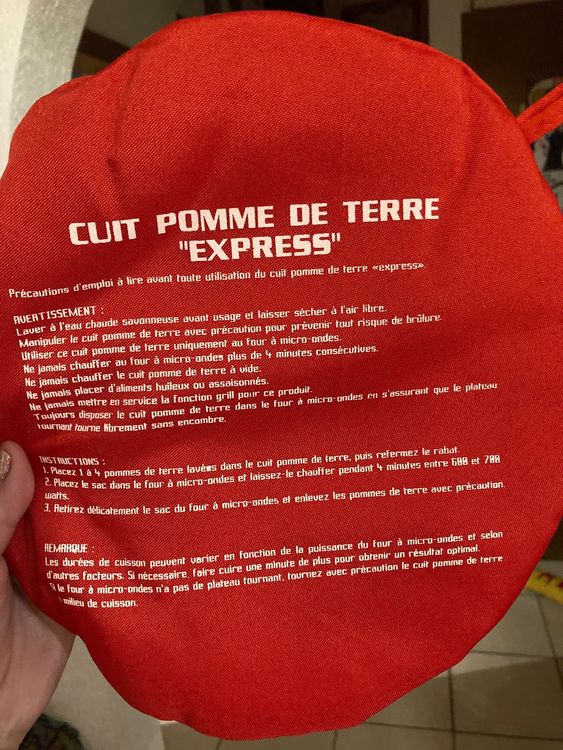 CUIT POMME DE TERRE
"EXPRESS"
Précautions d'emploi à lire avant toute utilisation du cuit pomme de terre «express».
AVERTISSEMENT :
Laver à l'eau chaude savonneuse avant usage et laisser sécher à l'air libre.
Manipuler le cuit pomme de terre avec précaution pour prévenir tout risque de brûlure.
Utiliser ce cuit pomme de terre uniquement au four à micro-ondes.
Ne jamais chauffer au four à micro-ondes plus de 4 minutes consécutives.
Ne jamais chauffer le cuit pomme de terre à vide.
Ne jamais placer d'aliments huileux ou assaisonnés.
Ne jamais mettre en service la fonction grill pour ce produit.
Toujours disposer le cuit pomme de terre dans le four à micro-ondes en s'assurant que le plateau
tournant tourne librement sans encombre.
INSTRUCTIONS :
1. Placez 1 à 4 pommes de terre lavées dans le cuit pomme de terre, puis refermez le rabat.
2. Placez le sac dans le four à micro-ondes et laissez-le chauffer pendant 4 minutes entre 600 et 700
watts.
3. Retirez délicatement le sac du four à micro-ondes et enlevez les pommes de terre avec précaution.
REMARQUE :
Les durées de cuisson peuvent varier en fonction de la puissance du four à micro-ondes et selon
d'autres facteurs. Si nécessaire, faire cuire une minute de plus pour obtenir un résultat optimal.
Si le four à micro-ondes n'a pas de plateau tournant, tournez avec précaution le cuit pomme de terre
milieu de cuisson.